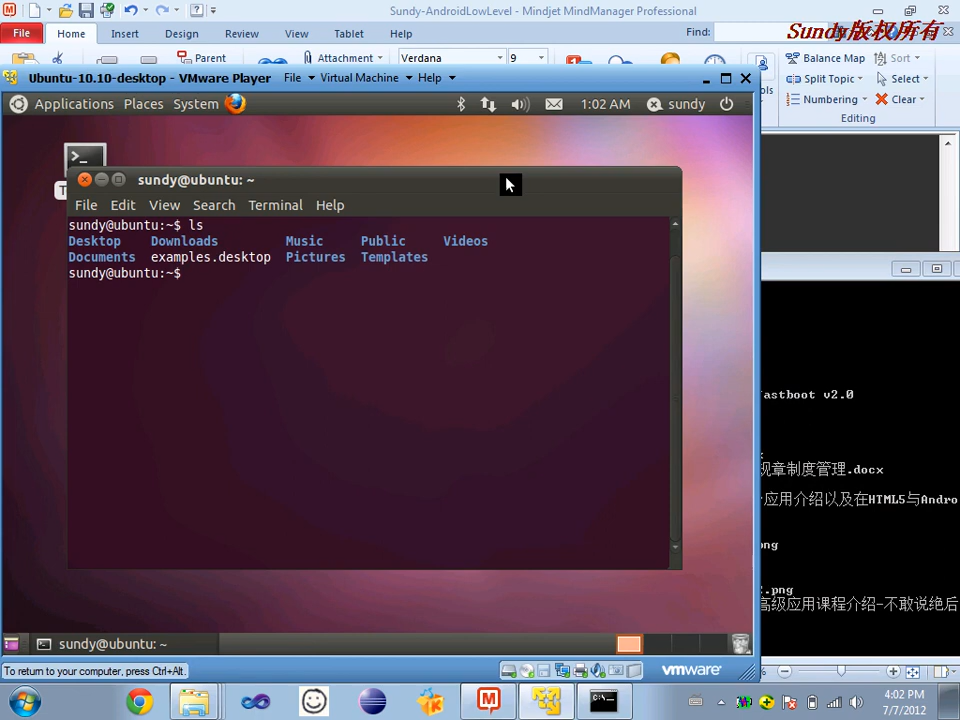 Sundy-AndroidLowLevel - Mindjet MindManager Professional
File Home Insert Design Review View Tablet Help Find:
Sundy版权所有
Parent Attachment Verdana 9 Balance Map Sort
Split Topic Select
Numbering Clear
Editing
Ubuntu-10.10-desktop - VMware Player File Virtual Machine Help
Applications Places System 1:02 AM sundy
sundy@ubuntu: ~
File Edit View Search Terminal Help
sundy@ubuntu:~$ ls
Desktop Downloads Music Public Videos
Documents examples.desktop Pictures Templates
sundy@ubuntu:~$
fastboot v2.0
规章制度管理.docx
应用介绍以及在HTML5与Andro
png
.png
高级应用课程介绍-不敢说绝后
sundy@ubuntu: ~
To return to your computer, press Ctrl+Alt.
vmware
4:02 PM
7/7/2012